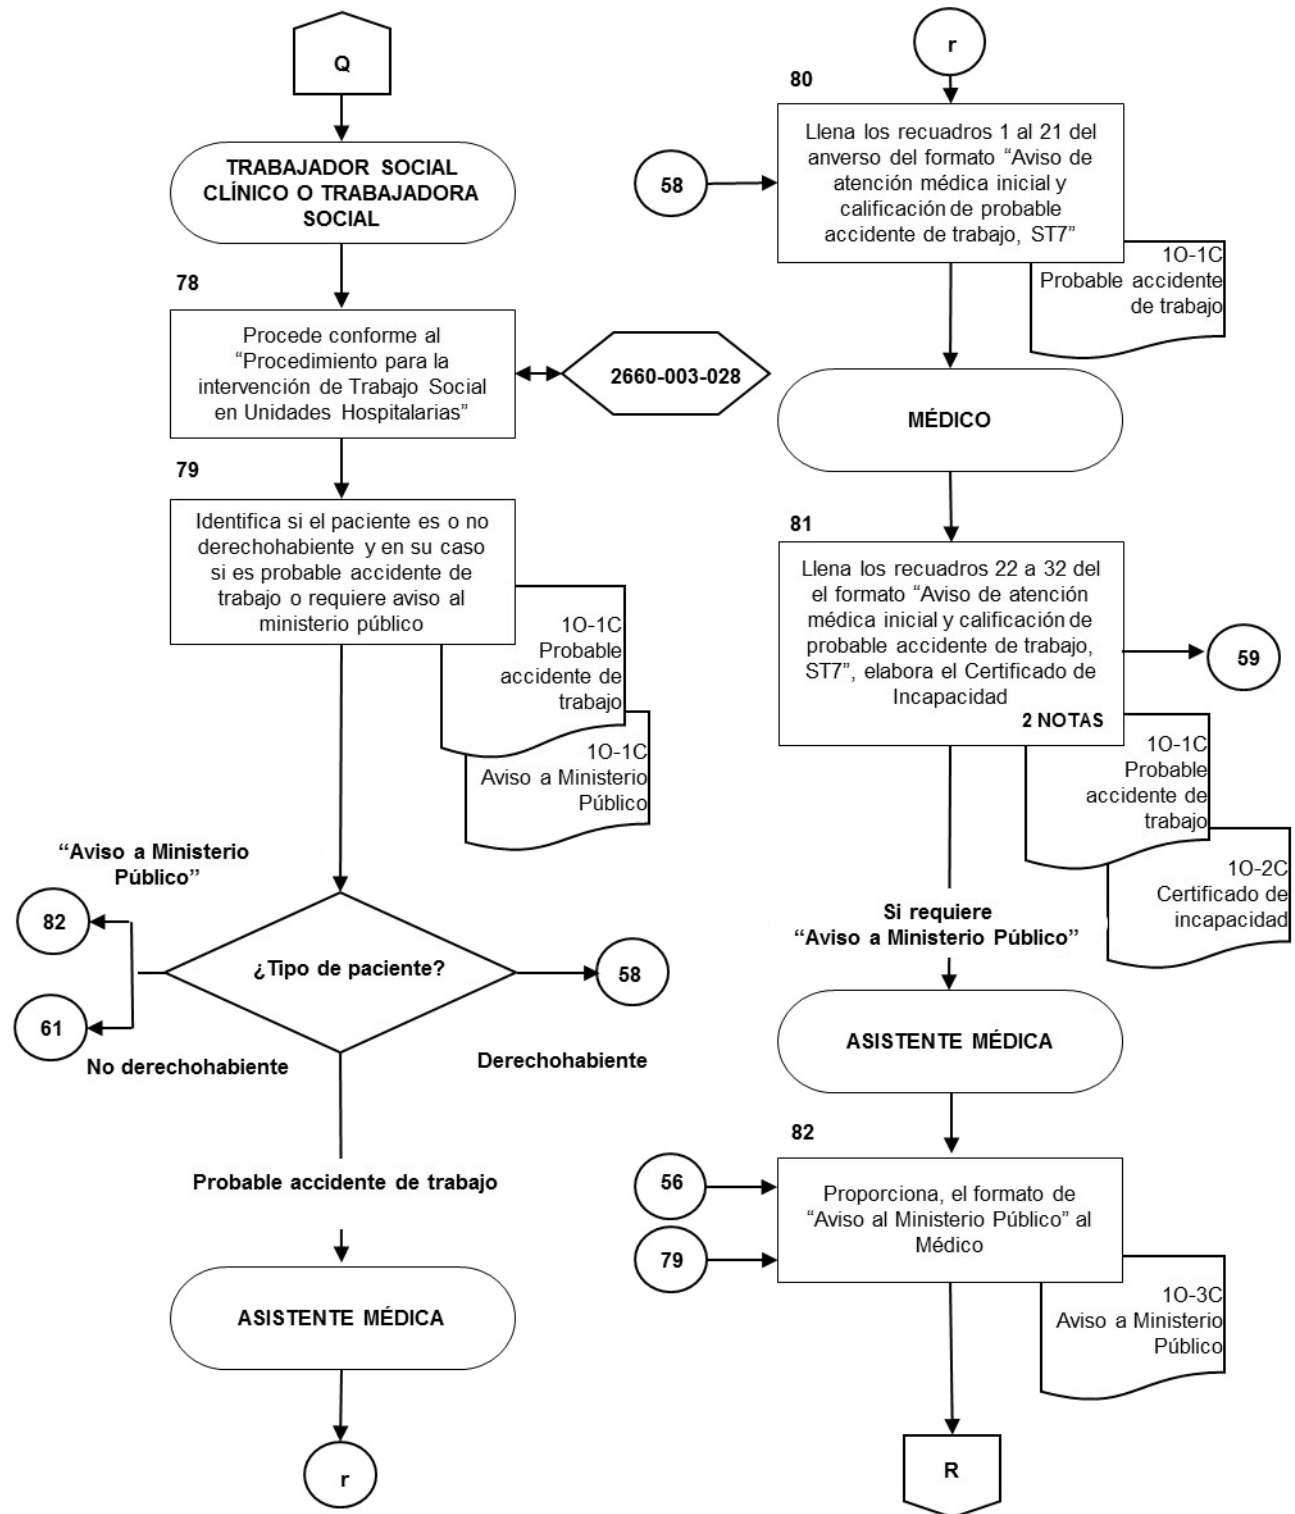 Q
TRABAJADOR SOCIAL
CLÍNICO O TRABAJADORA
SOCIAL
78
Procede conforme al
“Procedimiento para la
intervención de Trabajo Social
en Unidades Hospitalarias”
2660-003-028
79
Identifica si el paciente es o no
derechohabiente y en su caso
si es probable accidente de
trabajo o requiere aviso al
ministerio público
1O-1C
Probable
accidente de
trabajo
1O-1C
Aviso a Ministerio
Público
“Aviso a Ministerio
Público”
82
¿Tipo de paciente?
58
61
No derechohabiente
Derechohabiente
Probable accidente de trabajo
ASISTENTE MÉDICA
r
r
80
Llena los recuadros 1 al 21 del
anverso del formato “Aviso de
atención médica inicial y
calificación de probable
accidente de trabajo, ST7”
58
1O-1C
Probable accidente
de trabajo
MÉDICO
81
Llena los recuadros 22 a 32 del
el formato “Aviso de atención
médica inicial y calificación de
probable accidente de trabajo,
ST7”, elabora el Certificado de
Incapacidad
2 NOTAS
59
1O-1C
Probable
accidente de
trabajo
1O-2C
Certificado de
incapacidad
Si requiere
“Aviso a Ministerio Público”
ASISTENTE MÉDICA
82
56
Proporciona, el formato de
“Aviso al Ministerio Público” al
Médico
79
1O-3C
Aviso a Ministerio
Público
R